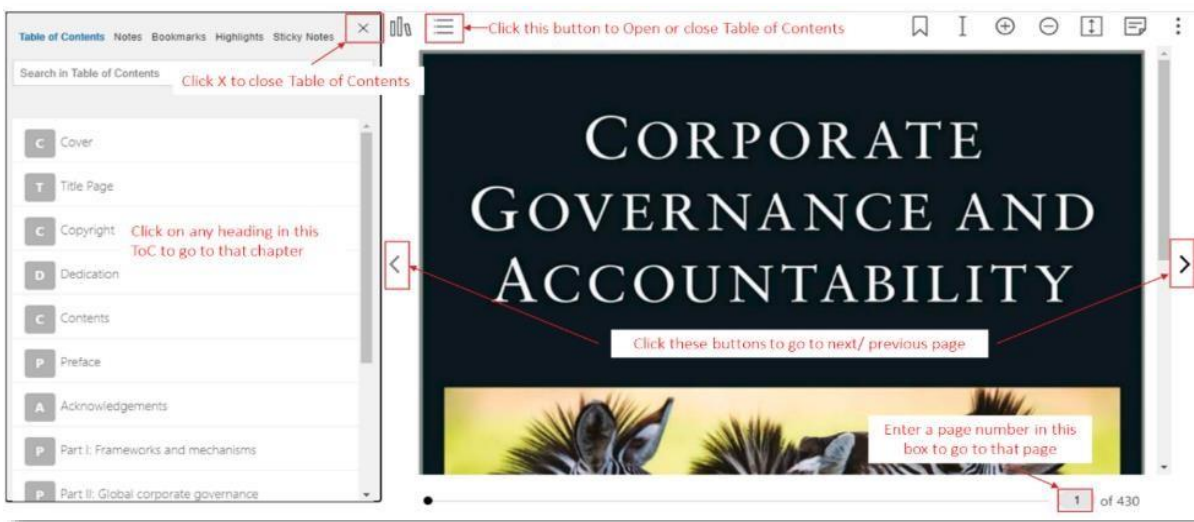 Table of Contents Notes Bookmarks Highlights Sticky Notes
Click this button to Open or close Table of Contents
Search in Table of Contents
Click X to close Table of Contents
C Cover
T Title Page
C Copyright
Click on any heading in this
ToC to go to that chapter
D Dedication
C Contents
P Preface
A Acknowledgements
P Part I: Frameworks and mechanisms
P Part II: Global corporate governance
CORPORATE
GOVERNANCE AND
ACCOUNTABILITY
Click these buttons to go to next/ previous page
Enter a page number in this
box to go to that page
1 of 430